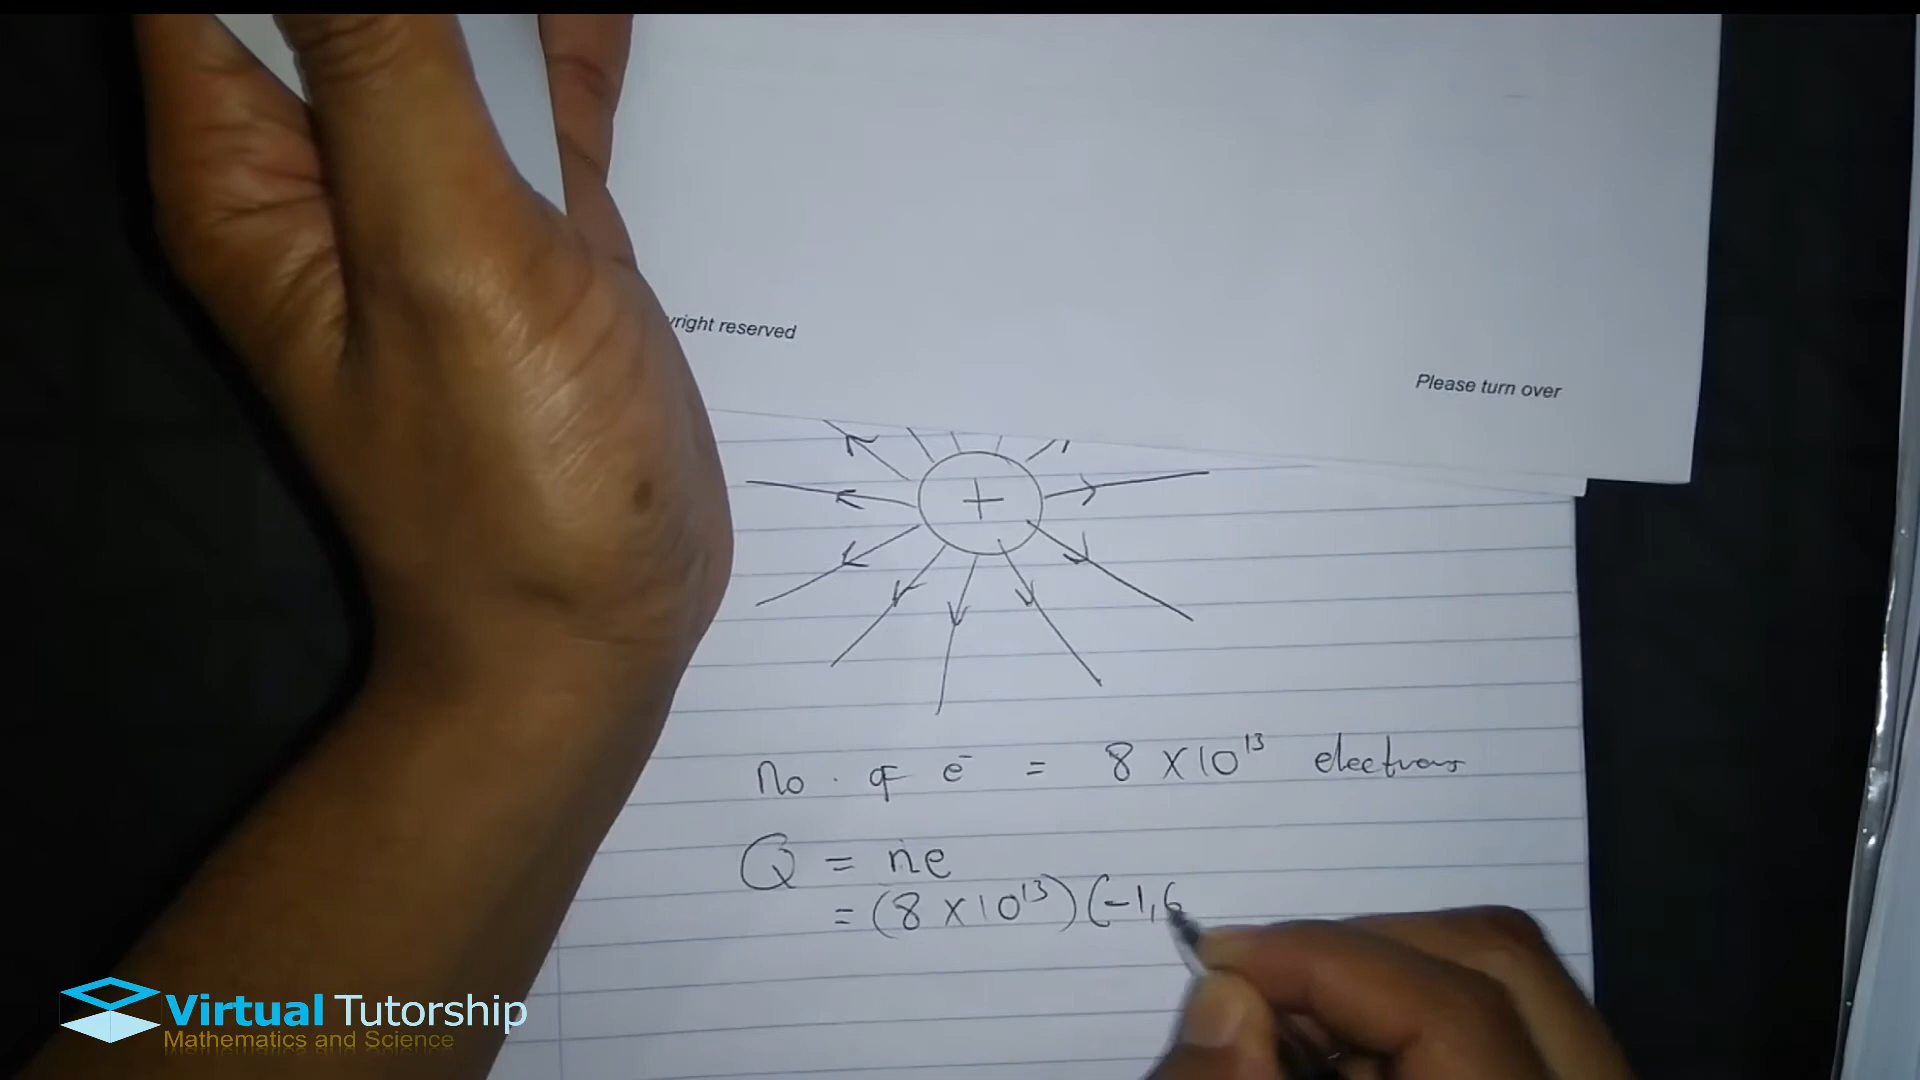 yright reserved
Please turn over
+
no. of e⁻ = 8 × 10¹³ electrons
Q = ne
= (8 × 10¹³)(-1,6
Virtual Tutorship
Mathematics and Science